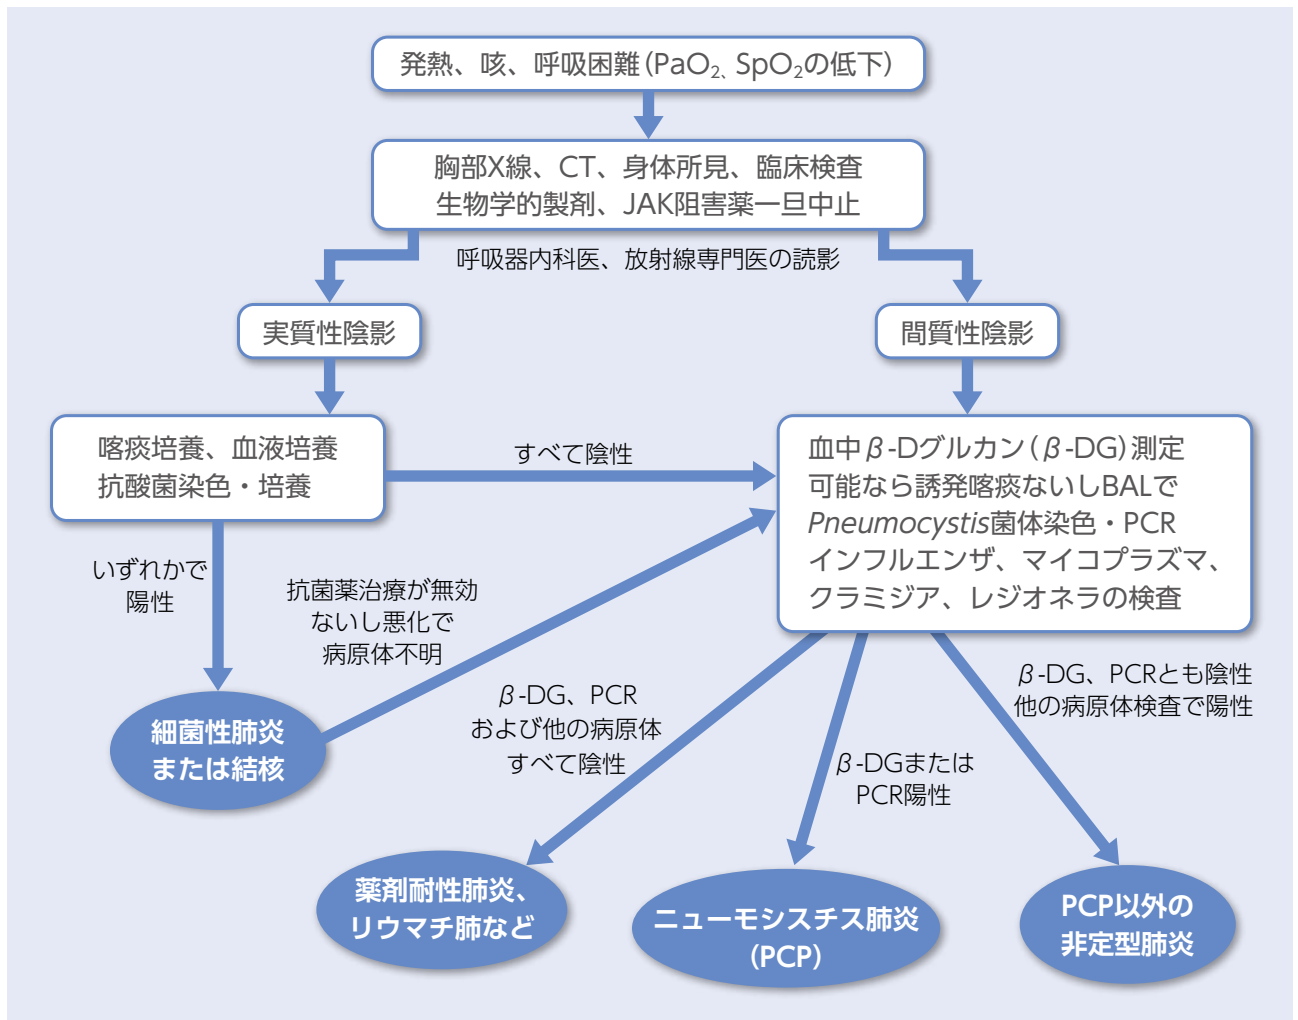 発熱、咳、呼吸困難（PaO₂、SpO₂の低下）
胸部X線、CT、身体所見、臨床検査
生物学的製剤、JAK阻害薬一旦中止
呼吸器内科医、放射線専門医の読影
実質性陰影
間質性陰影
喀痰培養、血液培養
抗酸菌染色・培養
すべて陰性
血中β-Dグルカン（β-DG）測定
可能なら誘発喀痰ないしBALで
Pneumocystis菌体染色・PCR
インフルエンザ、マイコプラズマ、
クラミジア、レジオネラの検査
いずれかで
陽性
抗菌薬治療が無効
ないし悪化で
病原体不明
細菌性肺炎
または結核
β-DG、PCR
および他の病原体
すべて陰性
β-DGまたは
PCR陽性
β-DG、PCRとも陰性
他の病原体検査で陽性
薬剤耐性肺炎、
リウマチ肺など
ニューモシスチス肺炎
（PCP）
PCP以外の
非定型肺炎